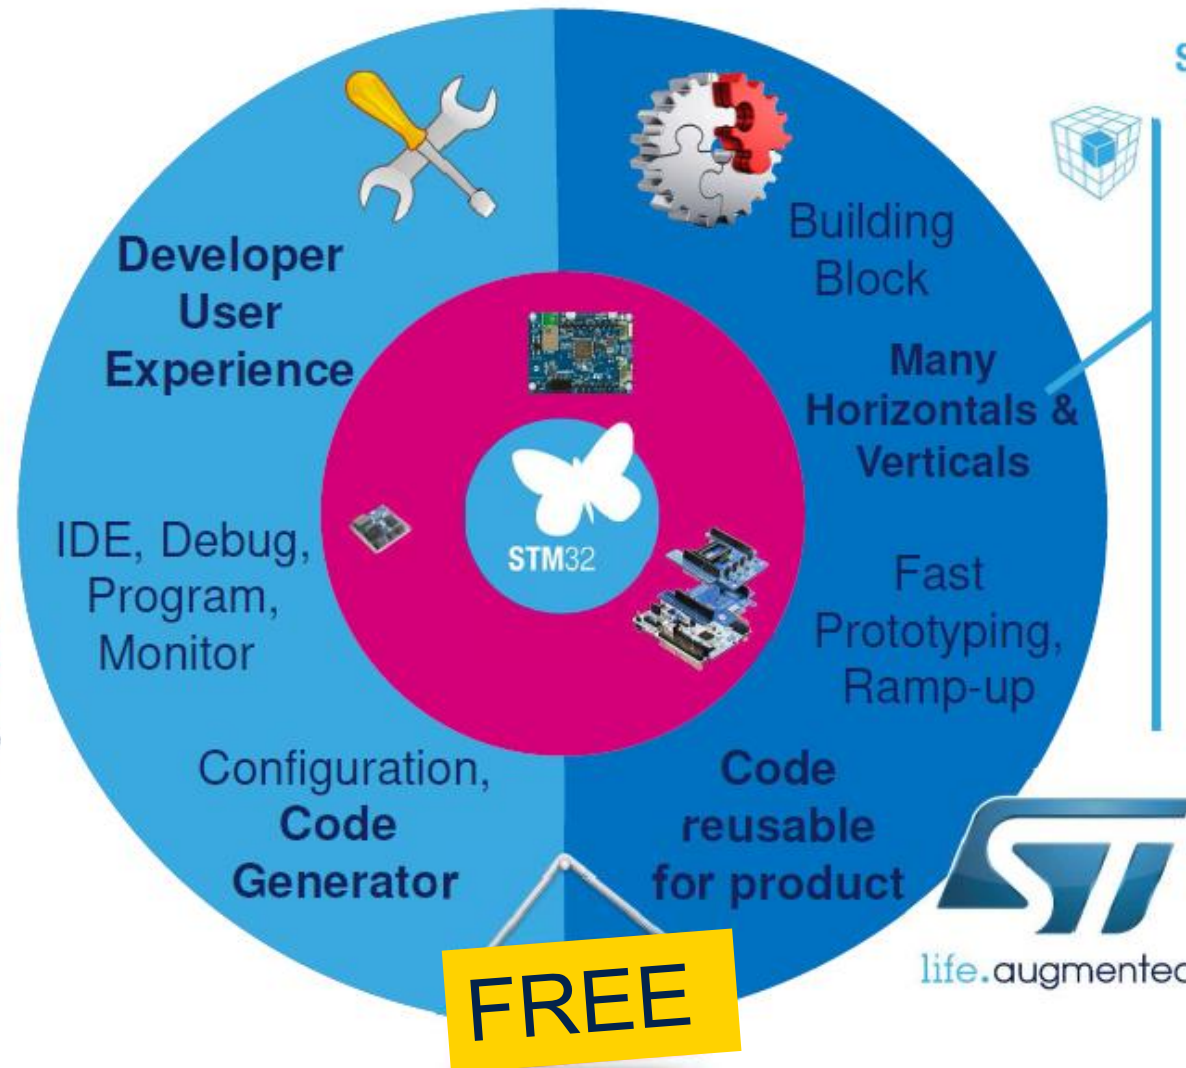 Developer
User
Experience
IDE, Debug,
Program,
Monitor
Configuration,
Code
Generator
Building
Block
Many
Horizontals &
Verticals
Fast
Prototyping,
Ramp-up
Code
reusable
for product
STM32
FREE
S
ST
life.augmented